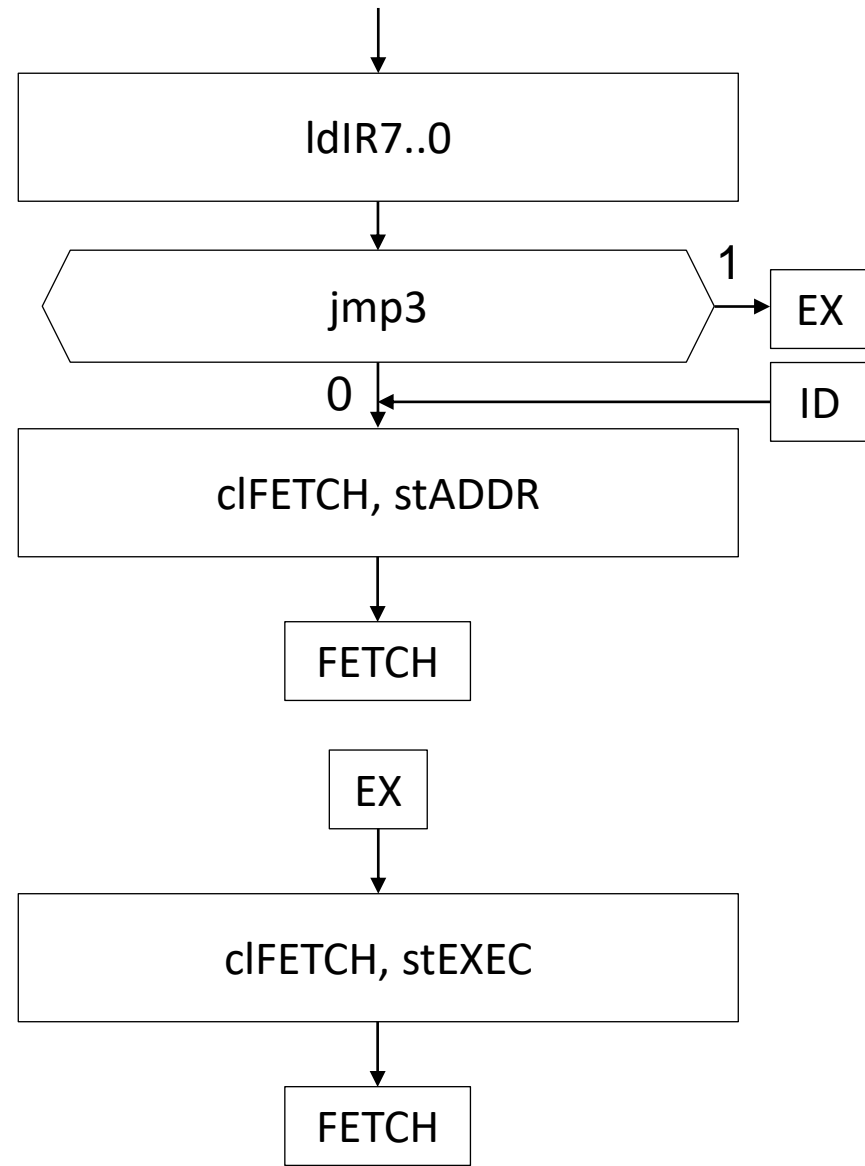 ldIR7..0
jmp3
1
EX
0
ID
clFETCH, stADDR
FETCH
EX
clFETCH, stEXEC
FETCH